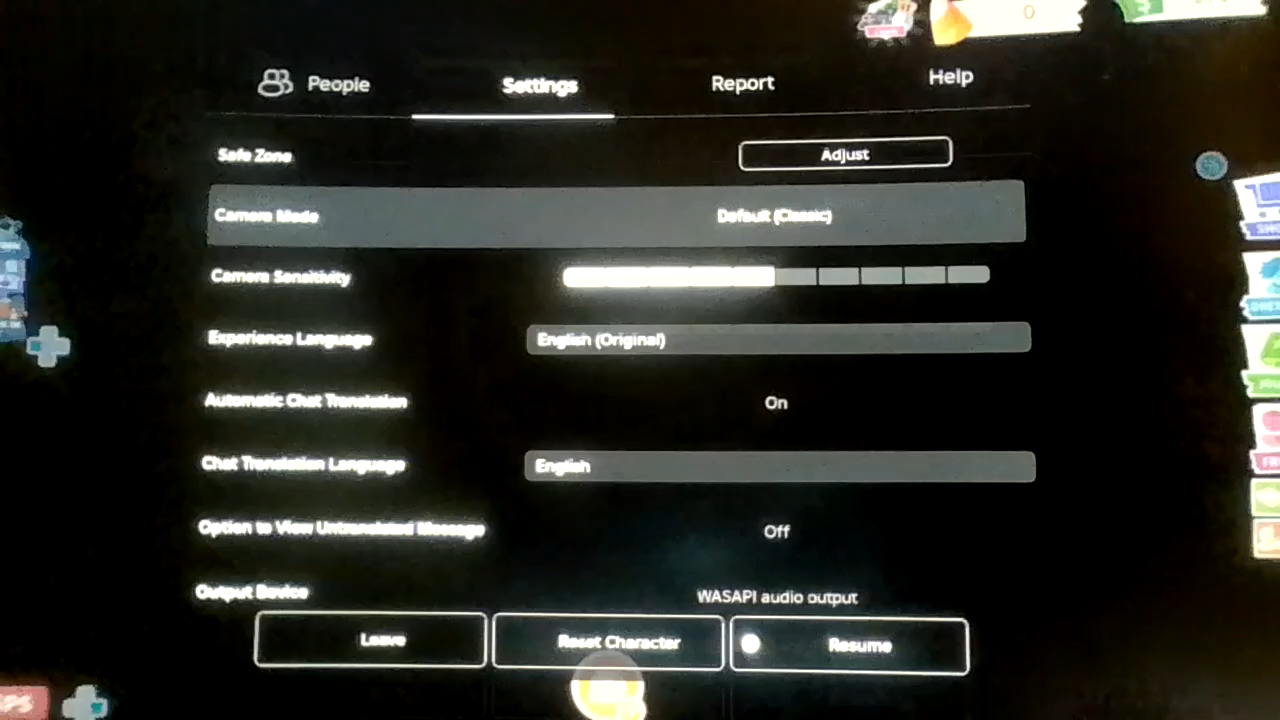 0
People
Settings
Report
Help
Safe Zone
Adjust
Camera Mode
Default (Classic)
Camera Sensitivity
Experience Language
English (Original)
Automatic Chat Translation
On
Chat Translation Language
English
Option to View Untranslated Message
Off
Output Device
WASAPI audio output
Leave
Reset Character
Resume